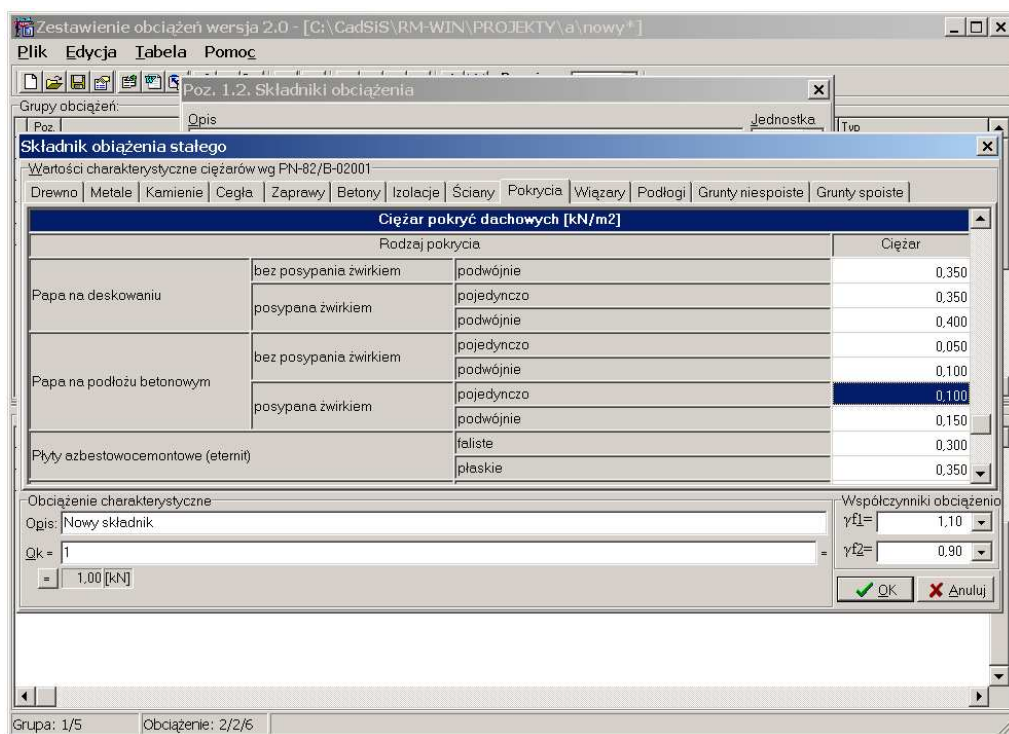 Zestawienie obciążeń wersja 2.0 - [C:\CadSiS\RM-WIN\PROJEKTY\a\nowy*]
Plik Edycja Tabela Pomoc
Poz. 1.2. Składniki obciążenia
Grupy obciążeń:
Opis Jednostka
Poz. Typ
Składnik obiążenia stałego
Wartości charakterystyczne ciężarów wg PN-82/B-02001
Drewno Metale Kamienie Cegła Zaprawy Betony Izolacje Ściany Pokrycia Wiązary Podłogi Grunty niespoiste Grunty spoiste
Ciężar pokryć dachowych [kN/m2]
Rodzaj pokrycia Ciężar
Papa na deskowaniu bez posypania żwirkiem podwójnie 0,350
posypana żwirkiem pojedynczo 0,350
podwójnie 0,400
Papa na podłożu betonowym bez posypania żwirkiem pojedynczo 0,050
podwójnie 0,100
posypana żwirkiem pojedynczo 0,100
podwójnie 0,150
Płyty azbestowocementowe (eternit) faliste 0,300
płaskie 0,350
Obciążenie charakterystyczne Współczynniki obciążenio
Opis: Nowy składnik γf1= 1,10
Qk = 1 = γf2= 0,90
= 1,00 [kN]
OK Anuluj
Grupa: 1/5 Obciążenie: 2/2/6